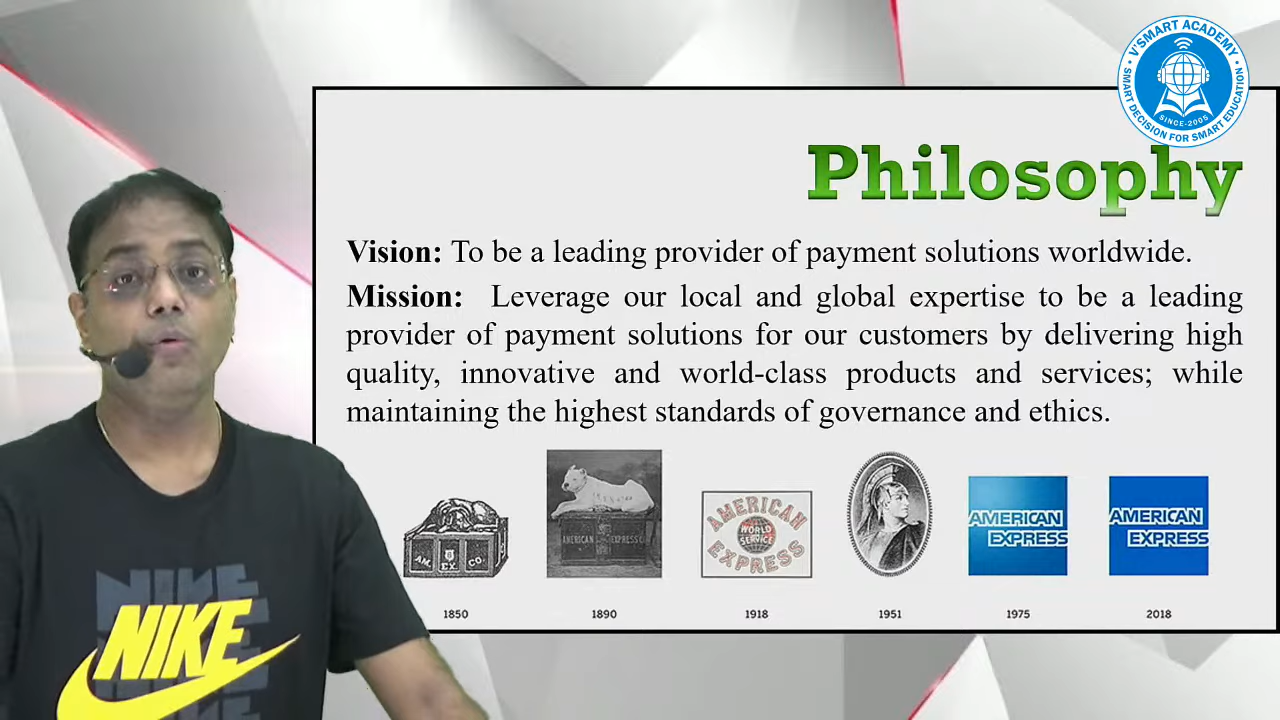 V'SMART ACADEMY
SMART DECISION FOR SMART EDUCATION
SINCE-2005
Philosophy
Vision: To be a leading provider of payment solutions worldwide.
Mission: Leverage our local and global expertise to be a leading
provider of payment solutions for our customers by delivering high
quality, innovative and world-class products and services; while
maintaining the highest standards of governance and ethics.
AM. EX. CO.
AMERICAN EXPRESS CO
AMERICAN
WORLD
SERVICE
EXPRESS
AMERICAN
EXPRESS
AMERICAN
EXPRESS
1850
1890
1918
1951
1975
2018
NIKE
NIKE